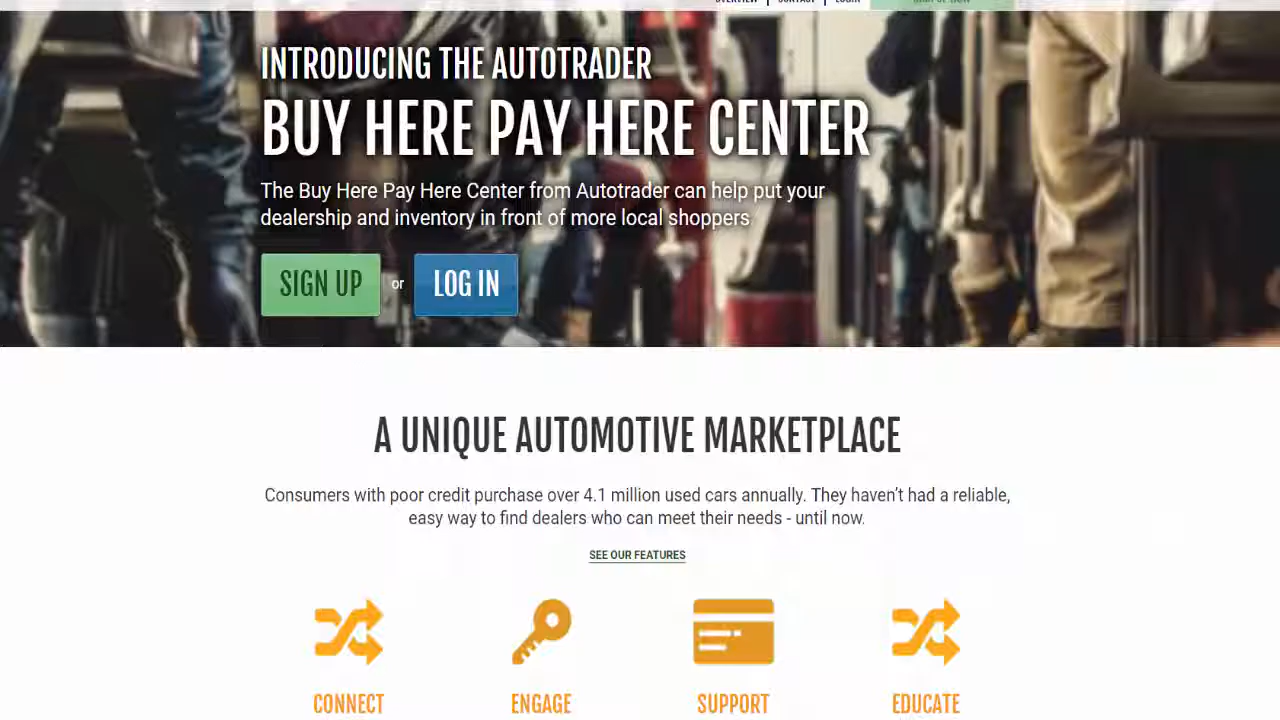 INTRODUCING THE AUTOTRADER
BUY HERE PAY HERE CENTER
The Buy Here Pay Here Center from Autotrader can help put your
dealership and inventory in front of more local shoppers
SIGN UP or LOG IN
A UNIQUE AUTOMOTIVE MARKETPLACE
Consumers with poor credit purchase over 4.1 million used cars annually. They haven't had a reliable,
easy way to find dealers who can meet their needs - until now.
SEE OUR FEATURES
CONNECT ENGAGE SUPPORT EDUCATE